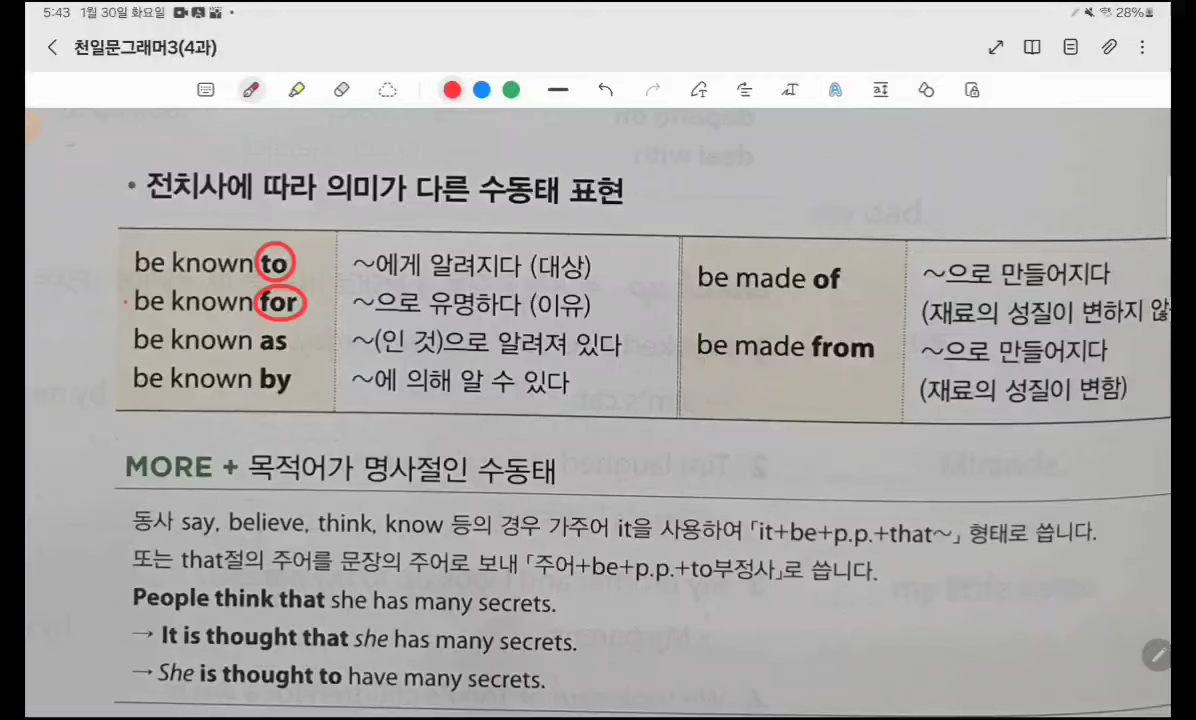 5:43 1월 30일 화요일
28%
천일문그래머3(4과)
• 전치사에 따라 의미가 다른 수동태 표현
be known to ~에게 알려지다 (대상)
be known for ~으로 유명하다 (이유)
be known as ~(인 것)으로 알려져 있다
be known by ~에 의해 알 수 있다
be made of ~으로 만들어지다
(재료의 성질이 변하지 않
be made from ~으로 만들어지다
(재료의 성질이 변함)
MORE + 목적어가 명사절인 수동태
동사 say, believe, think, know 등의 경우 가주어 it을 사용하여 「it+be+p.p.+that~」 형태로 씁니다.
또는 that절의 주어를 문장의 주어로 보내 「주어+be+p.p.+to부정사」로 씁니다.
People think that she has many secrets.
→ It is thought that she has many secrets.
→ She is thought to have many secrets.